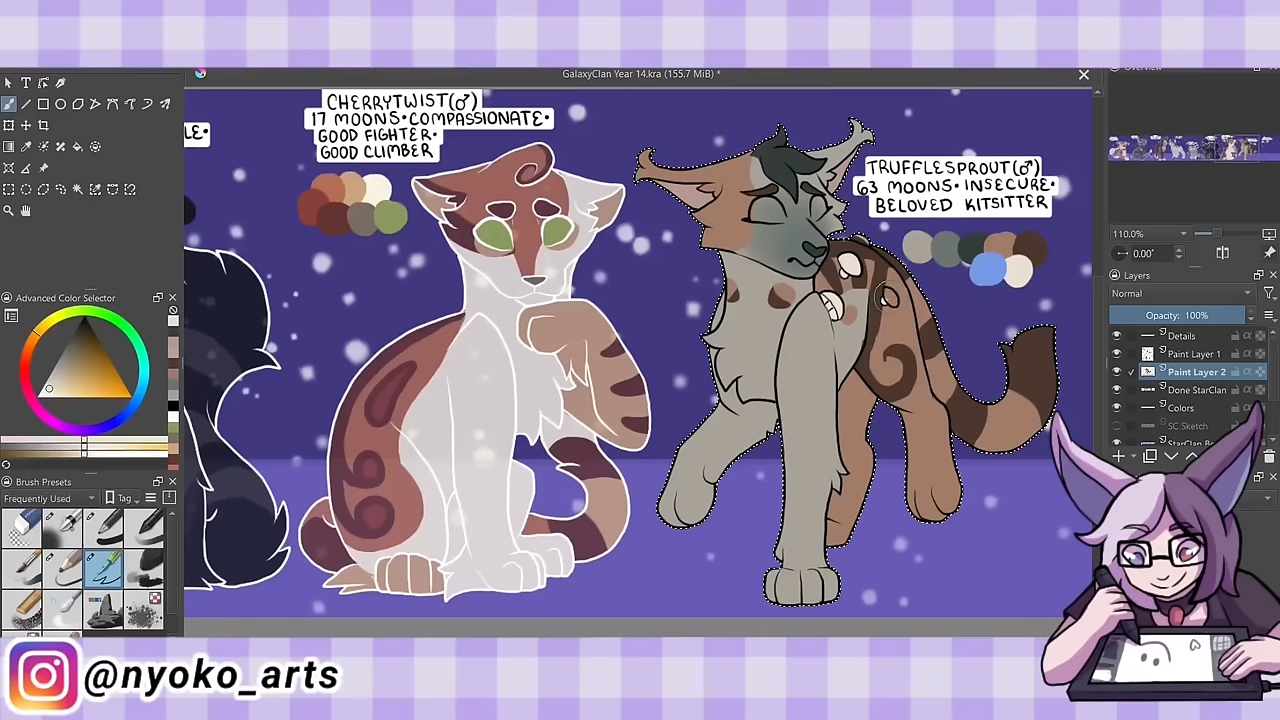 GalaxyClan Year 14.kra (155.7 MiB) *
LE•
CHERRYTWIST(♂)
17 MOONS•COMPASSIONATE•
GOOD FIGHTER•
GOOD CLIMBER
TRUFFLESPROUT(♂)
63 MOONS•INSECURE•
BELOVED KITSITTER
110.0%
0.00°
Layers
Normal
Opacity: 100%
Details
Paint Layer 1
Paint Layer 2
Done StarClan
Colors
SC Sketch
Advanced Color Selector
Brush Presets
Frequently Used
Tag
@nyoko_arts